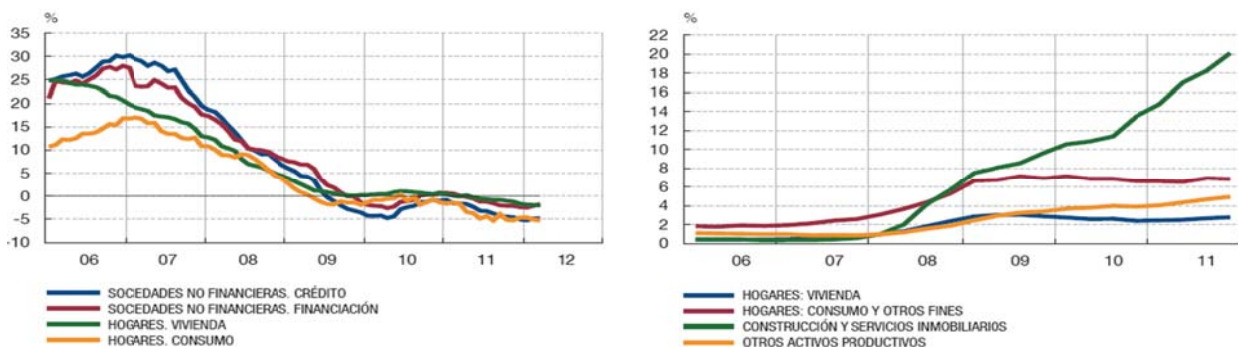 %
35
30
25
20
15
10
5
0
-5
-10
06 07 08 09 10 11 12
SOCIEDADES NO FINANCIERAS. CRÉDITO
SOCIEDADES NO FINANCIERAS. FINANCIACIÓN
HOGARES. VIVIENDA
HOGARES. CONSUMO
%
22
20
18
16
14
12
10
8
6
4
2
0
06 07 08 09 10 11
HOGARES: VIVIENDA
HOGARES: CONSUMO Y OTROS FINES
CONSTRUCCIÓN Y SERVICIOS INMOBILIARIOS
OTROS ACTIVOS PRODUCTIVOS